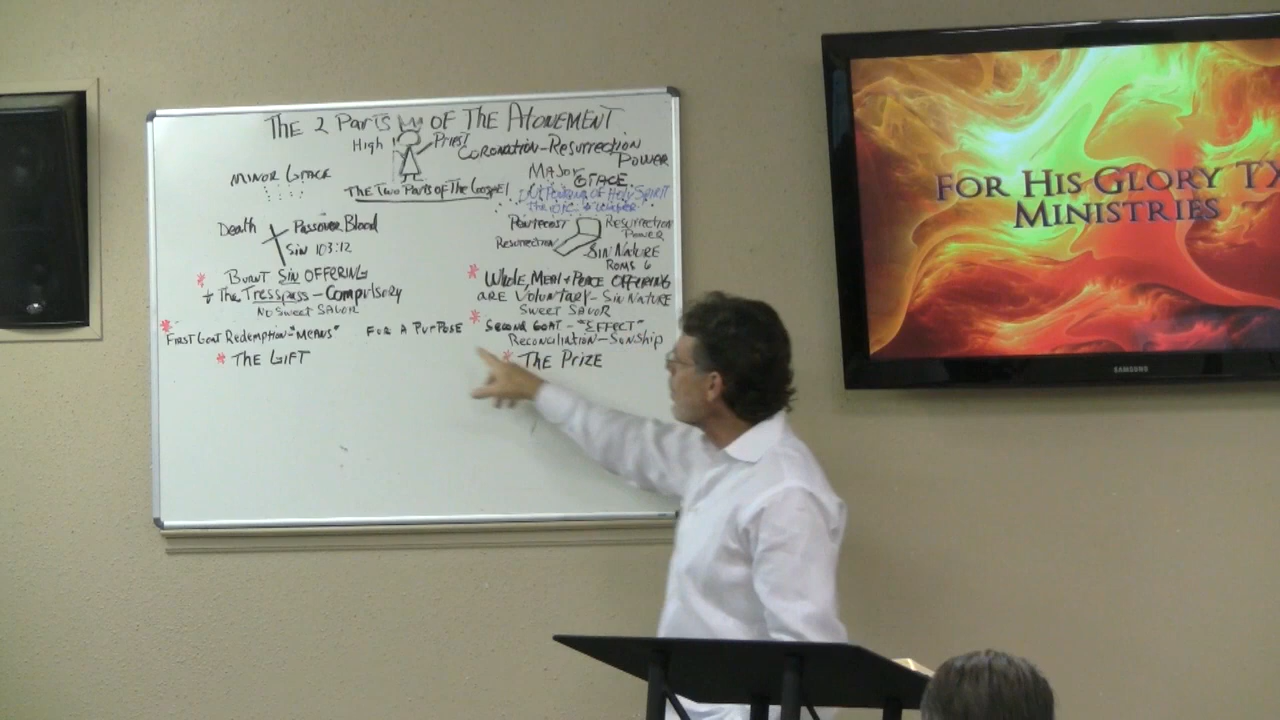 THE 2 PARTS OF THE ATONEMENT
High Priest
CORONATION-RESURRECTION
POWER
MINOR GRACE
MAJOR GRACE
THE TWO PARTS OF THE GOSPEL
OF HOLY SPIRIT
Death
Passover Blood
Sin 103:12
PENTECOST
RESURRECTION
POWER
RESURRECTION
SIN NATURE
ROMS 6
* BURNT SIN OFFERING
+ The TRESSPASS - COMPULSORY
NO SWEET SAVOR
* WHOLE, MEAL + PEACE OFFERING
ARE VOLUNTARY - SIN NATURE
SWEET SAVOR
* FIRST GOAT REDEMPTION - "MEANS"
FOR A PURPOSE
* SECOND GOAT - "EFFECT"
RECONCILIATION - SONSHIP
* THE GIFT
* THE PRIZE
FOR HIS GLORY TX
MINISTRIES
SAMSUNG